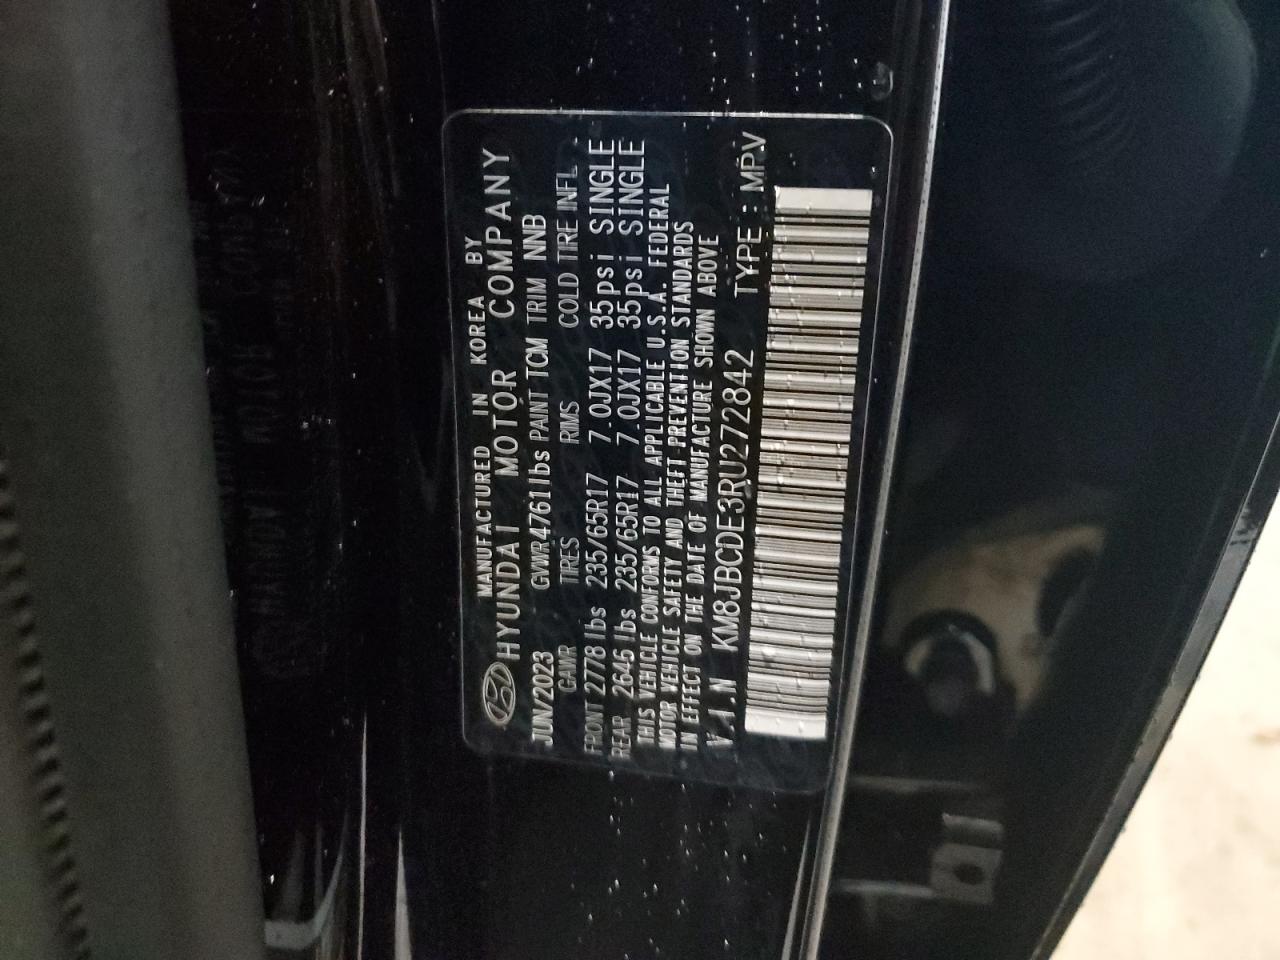 MANUFACTURED IN KOREA BY
HYUNDAI MOTOR COMPANY
JUN/2023 GVWR 4761lbs PAINT TCM TRIM NNB
GAWR TIRES RIMS COLD TIRE INFL
FRONT 2778lbs 235/65R17 7.0JX17 35psi SINGLE
REAR 2646lbs 235/65R17 7.0JX17 35psi SINGLE
THIS VEHICLE CONFORMS TO ALL APPLICABLE U.S.A. FEDERAL
MOTOR VEHICLE SAFETY AND THEFT PREVENTION STANDARDS
IN EFFECT ON THE DATE OF MANUFACTURE SHOWN ABOVE
V.I.N KM8JBCDE3RU272842 TYPE : MPV